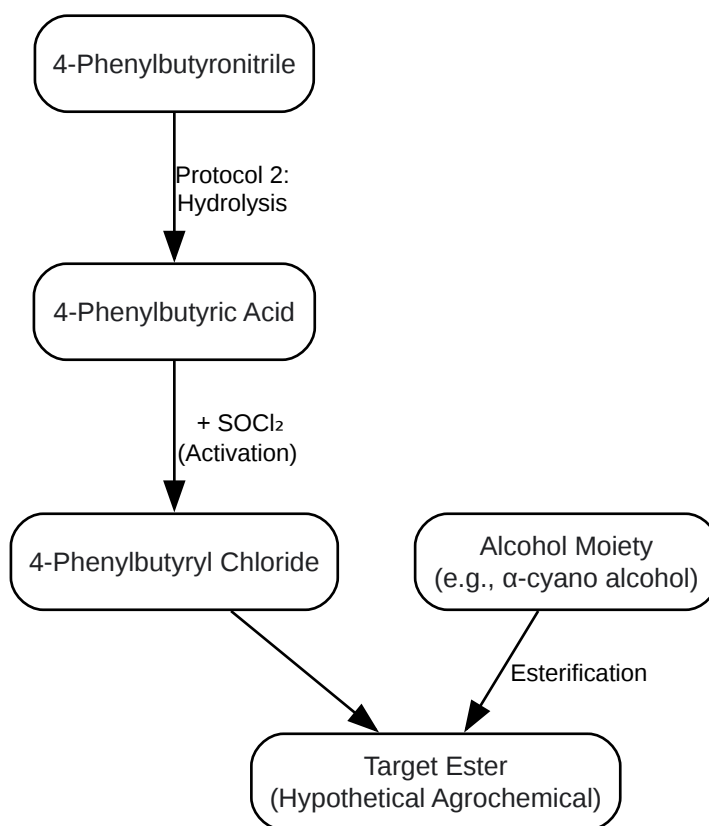 4-Phenylbutyronitrile
Protocol 2:
Hydrolysis
4-Phenylbutyric Acid
+ SOCl₂
(Activation)
4-Phenylbutyryl Chloride
Alcohol Moiety
(e.g., α-cyano alcohol)
Esterification
Target Ester
(Hypothetical Agrochemical)